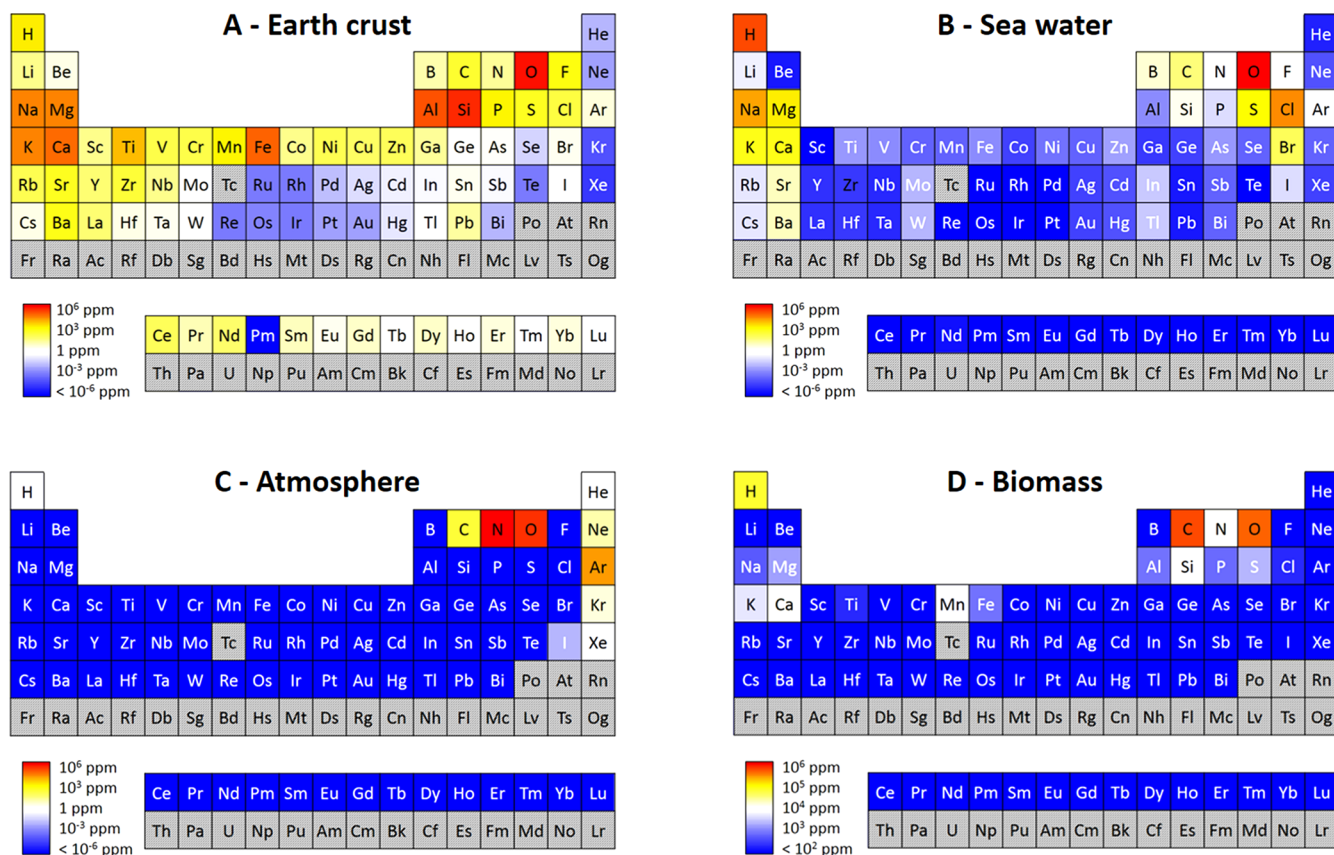 A - Earth crust
H He
Li Be B C N O F Ne
Na Mg Al Si P S Cl Ar
K Ca Sc Ti V Cr Mn Fe Co Ni Cu Zn Ga Ge As Se Br Kr
Rb Sr Y Zr Nb Mo Tc Ru Rh Pd Ag Cd In Sn Sb Te I Xe
Cs Ba La Hf Ta W Re Os Ir Pt Au Hg Tl Pb Bi Po At Rn
Fr Ra Ac Rf Db Sg Bd Hs Mt Ds Rg Cn Nh Fl Mc Lv Ts Og
10⁶ ppm
10³ ppm
1 ppm
10⁻³ ppm
< 10⁻⁶ ppm
Ce Pr Nd Pm Sm Eu Gd Tb Dy Ho Er Tm Yb Lu
Th Pa U Np Pu Am Cm Bk Cf Es Fm Md No Lr
B - Sea water
H He
Li Be B C N O F Ne
Na Mg Al Si P S Cl Ar
K Ca Sc Ti V Cr Mn Fe Co Ni Cu Zn Ga Ge As Se Br Kr
Rb Sr Y Zr Nb Mo Tc Ru Rh Pd Ag Cd In Sn Sb Te I Xe
Cs Ba La Hf Ta W Re Os Ir Pt Au Hg Tl Pb Bi Po At Rn
Fr Ra Ac Rf Db Sg Bd Hs Mt Ds Rg Cn Nh Fl Mc Lv Ts Og
10⁶ ppm
10³ ppm
1 ppm
10⁻³ ppm
< 10⁻⁶ ppm
Ce Pr Nd Pm Sm Eu Gd Tb Dy Ho Er Tm Yb Lu
Th Pa U Np Pu Am Cm Bk Cf Es Fm Md No Lr
C - Atmosphere
H He
Li Be B C N O F Ne
Na Mg Al Si P S Cl Ar
K Ca Sc Ti V Cr Mn Fe Co Ni Cu Zn Ga Ge As Se Br Kr
Rb Sr Y Zr Nb Mo Tc Ru Rh Pd Ag Cd In Sn Sb Te I Xe
Cs Ba La Hf Ta W Re Os Ir Pt Au Hg Tl Pb Bi Po At Rn
Fr Ra Ac Rf Db Sg Bd Hs Mt Ds Rg Cn Nh Fl Mc Lv Ts Og
10⁶ ppm
10³ ppm
1 ppm
10⁻³ ppm
< 10⁻⁶ ppm
Ce Pr Nd Pm Sm Eu Gd Tb Dy Ho Er Tm Yb Lu
Th Pa U Np Pu Am Cm Bk Cf Es Fm Md No Lr
D - Biomass
H He
Li Be B C N O F Ne
Na Mg Al Si P S Cl Ar
K Ca Sc Ti V Cr Mn Fe Co Ni Cu Zn Ga Ge As Se Br Kr
Rb Sr Y Zr Nb Mo Tc Ru Rh Pd Ag Cd In Sn Sb Te I Xe
Cs Ba La Hf Ta W Re Os Ir Pt Au Hg Tl Pb Bi Po At Rn
Fr Ra Ac Rf Db Sg Bd Hs Mt Ds Rg Cn Nh Fl Mc Lv Ts Og
10⁶ ppm
10⁵ ppm
10⁴ ppm
10³ ppm
< 10² ppm
Ce Pr Nd Pm Sm Eu Gd Tb Dy Ho Er Tm Yb Lu
Th Pa U Np Pu Am Cm Bk Cf Es Fm Md No Lr